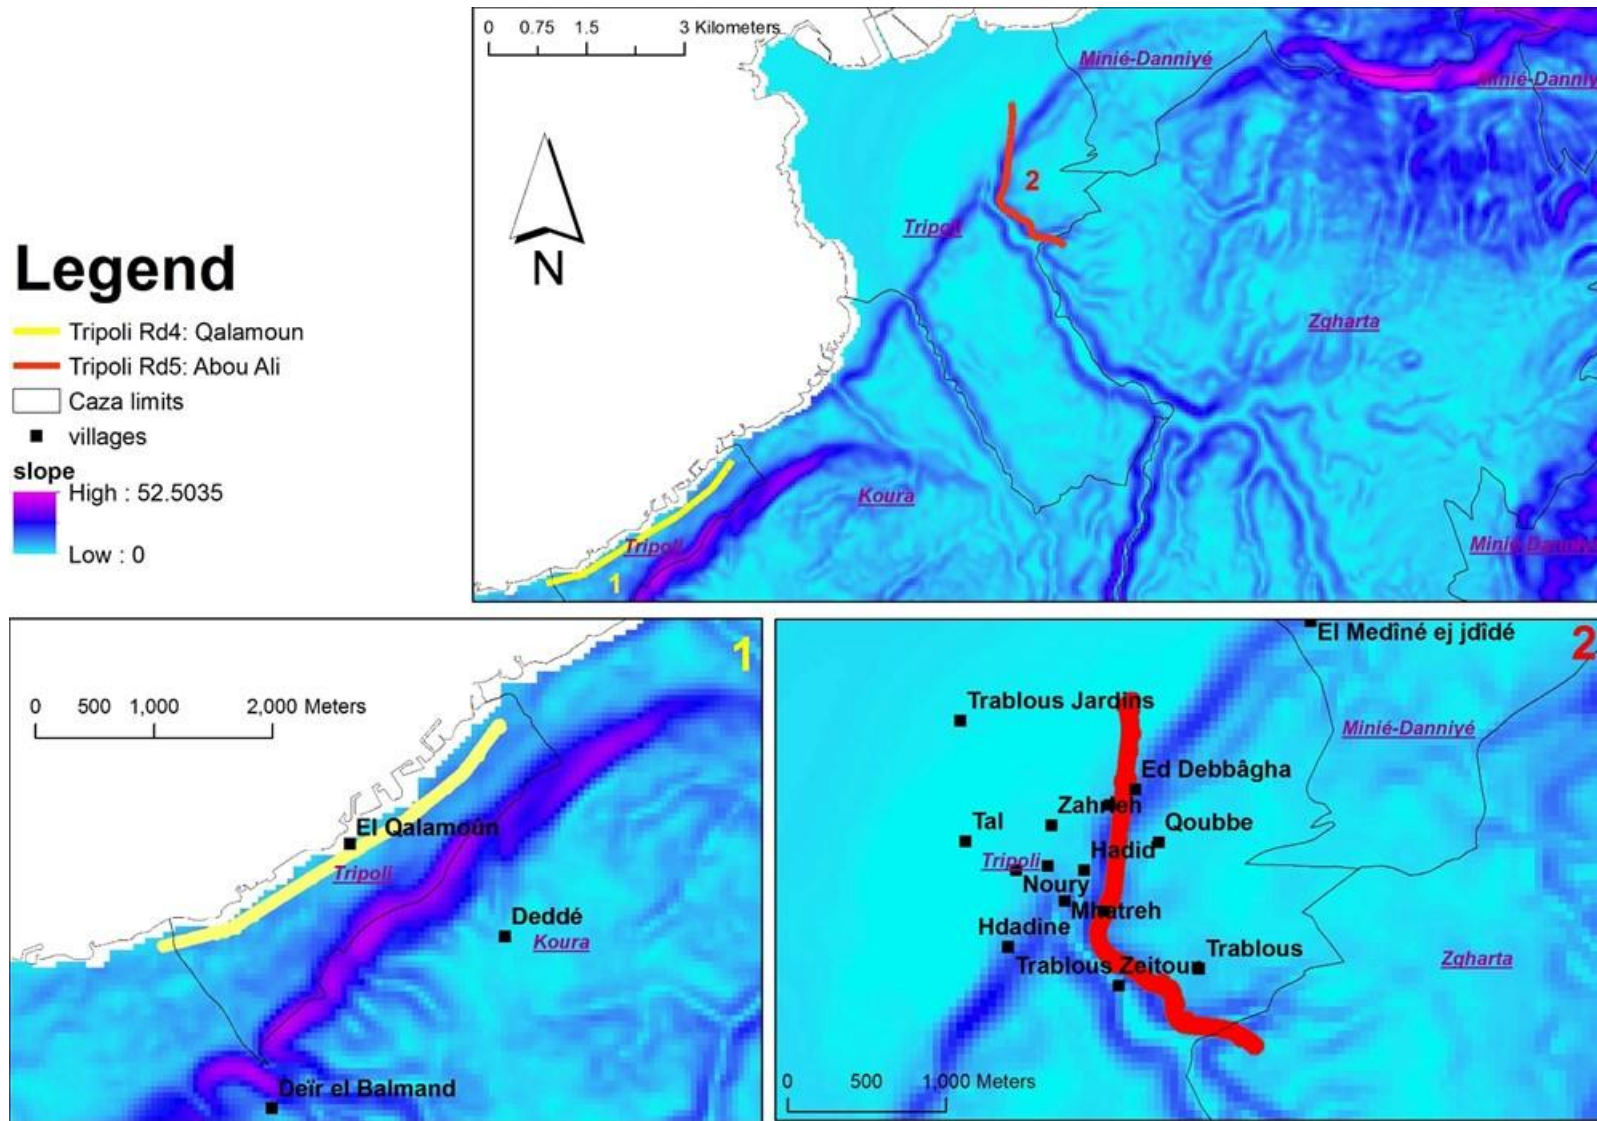 0 0.75 1.5 3 Kilometers
Minié-Danniyé
Minié-Danniy
2
Tripoli
N
Zgharta
Koura
Tripoli
1
Minié-Danniyé
Legend
Tripoli Rd4: Qalamoun
Tripoli Rd5: Abou Ali
Caza limits
villages
slope
High : 52.5035
Low : 0
1
0 500 1,000 2,000 Meters
El Qalamoûn
Tripoli
Deddé
Koura
Deïr el Balmand
El Medîné ej jdîdé
2
Trablous Jardins
Minié-Danniyé
Ed Debbâgha
Zahrieh
Tal
Qoubbe
Tripoli
Hadid
Noury
Mhatreh
Hdadine
Trablous Zeitoun
Trablous
Zgharta
0 500 1,000 Meters